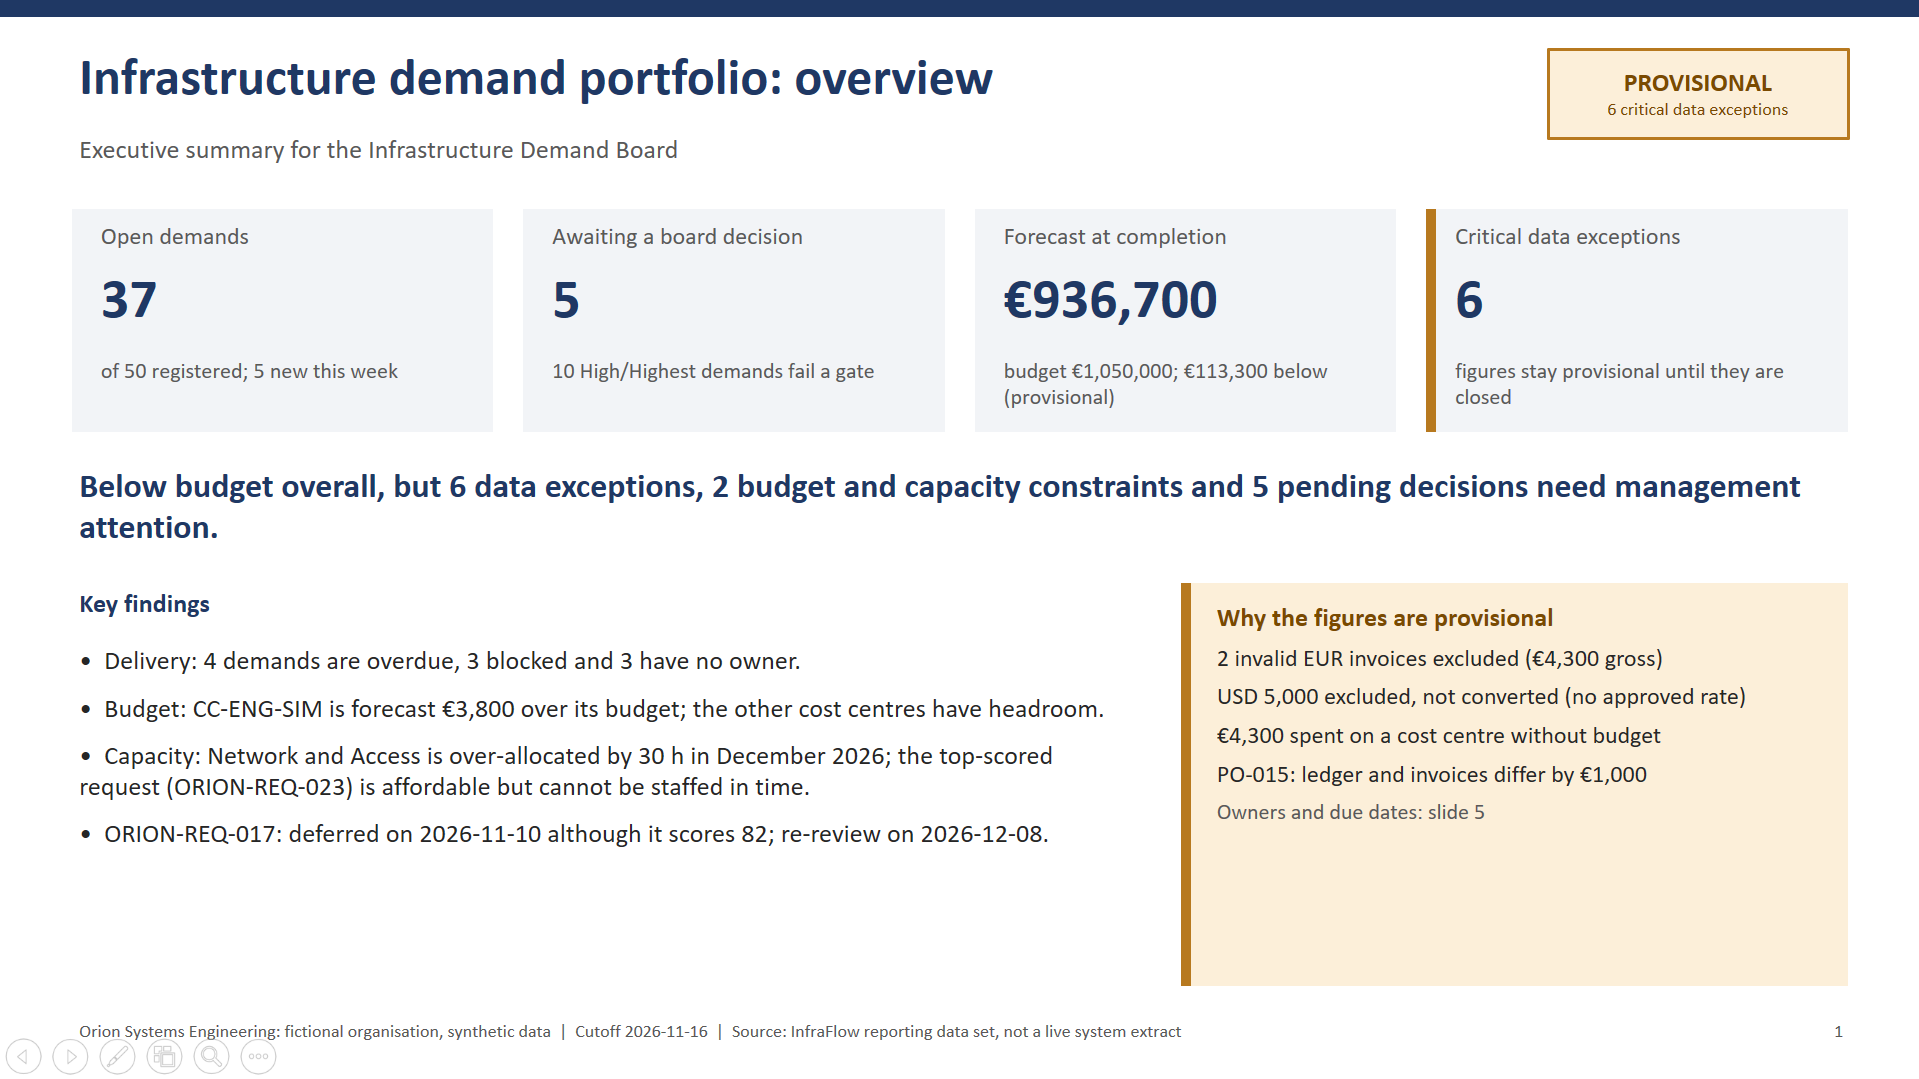 Infrastructure demand portfolio: overview
PROVISIONAL
6 critical data exceptions
Executive summary for the Infrastructure Demand Board
Open demands
37
of 50 registered; 5 new this week
Awaiting a board decision
5
10 High/Highest demands fail a gate
Forecast at completion
€936,700
budget €1,050,000; €113,300 below
(provisional)
Critical data exceptions
6
figures stay provisional until they are
closed
Below budget overall, but 6 data exceptions, 2 budget and capacity constraints and 5 pending decisions need management
attention.
Key findings
• Delivery: 4 demands are overdue, 3 blocked and 3 have no owner.
• Budget: CC-ENG-SIM is forecast €3,800 over its budget; the other cost centres have headroom.
• Capacity: Network and Access is over-allocated by 30 h in December 2026; the top-scored
request (ORION-REQ-023) is affordable but cannot be staffed in time.
• ORION-REQ-017: deferred on 2026-11-10 although it scores 82; re-review on 2026-12-08.
Why the figures are provisional
2 invalid EUR invoices excluded (€4,300 gross)
USD 5,000 excluded, not converted (no approved rate)
€4,300 spent on a cost centre without budget
PO-015: ledger and invoices differ by €1,000
Owners and due dates: slide 5
Orion Systems Engineering: fictional organisation, synthetic data | Cutoff 2026-11-16 | Source: InfraFlow reporting data set, not a live system extract
1